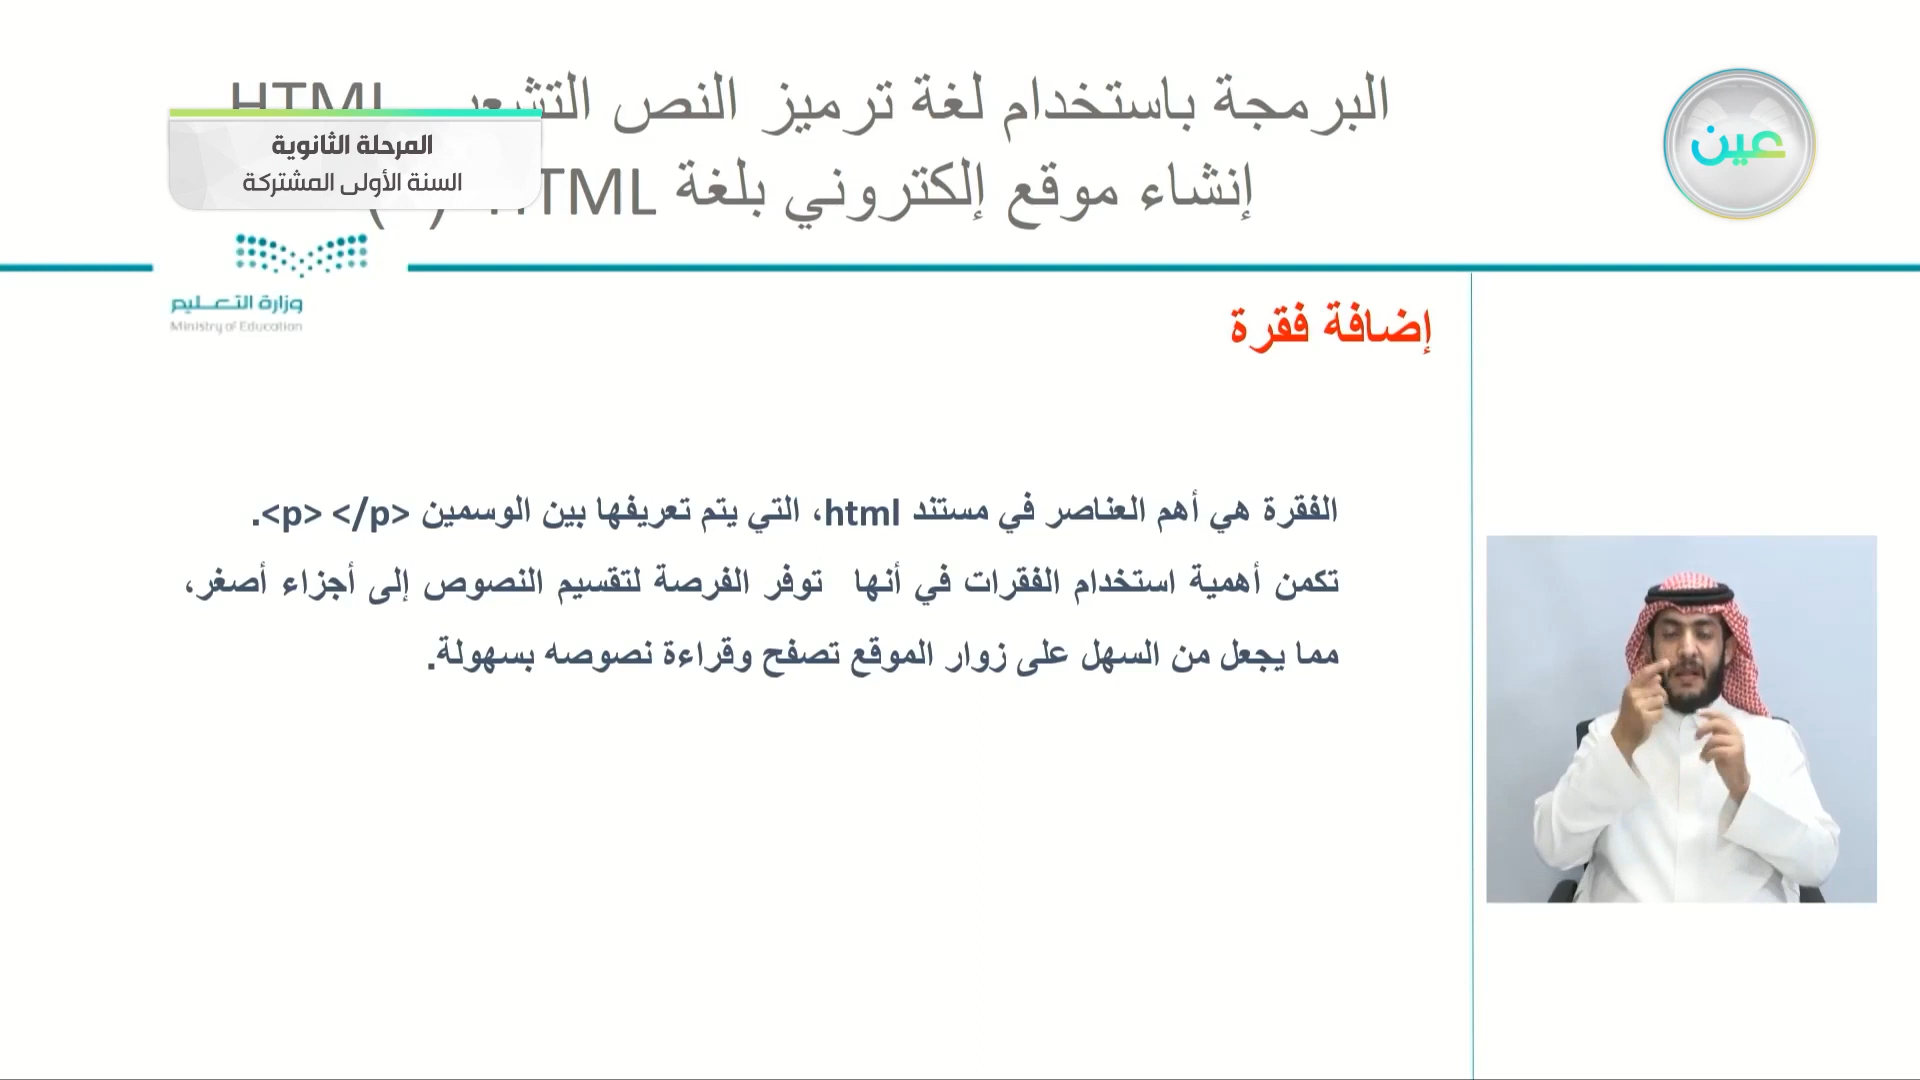 البرمجة باستخدام لغة ترميز النص HTML
إنشاء موقع إلكتروني بلغة HTML
المرحلة الثانوية
السنة الأولى المشتركة
عين
وزارة التعليم
Ministry of Education
إضافة فقرة
الفقرة هي أهم العناصر في مستند html، التي يتم تعريفها بين الوسمين <p> </p>.
تكمن أهمية استخدام الفقرات في أنها توفر الفرصة لتقسيم النصوص إلى أجزاء أصغر،
مما يجعل من السهل على زوار الموقع تصفح وقراءة نصوصه بسهولة.